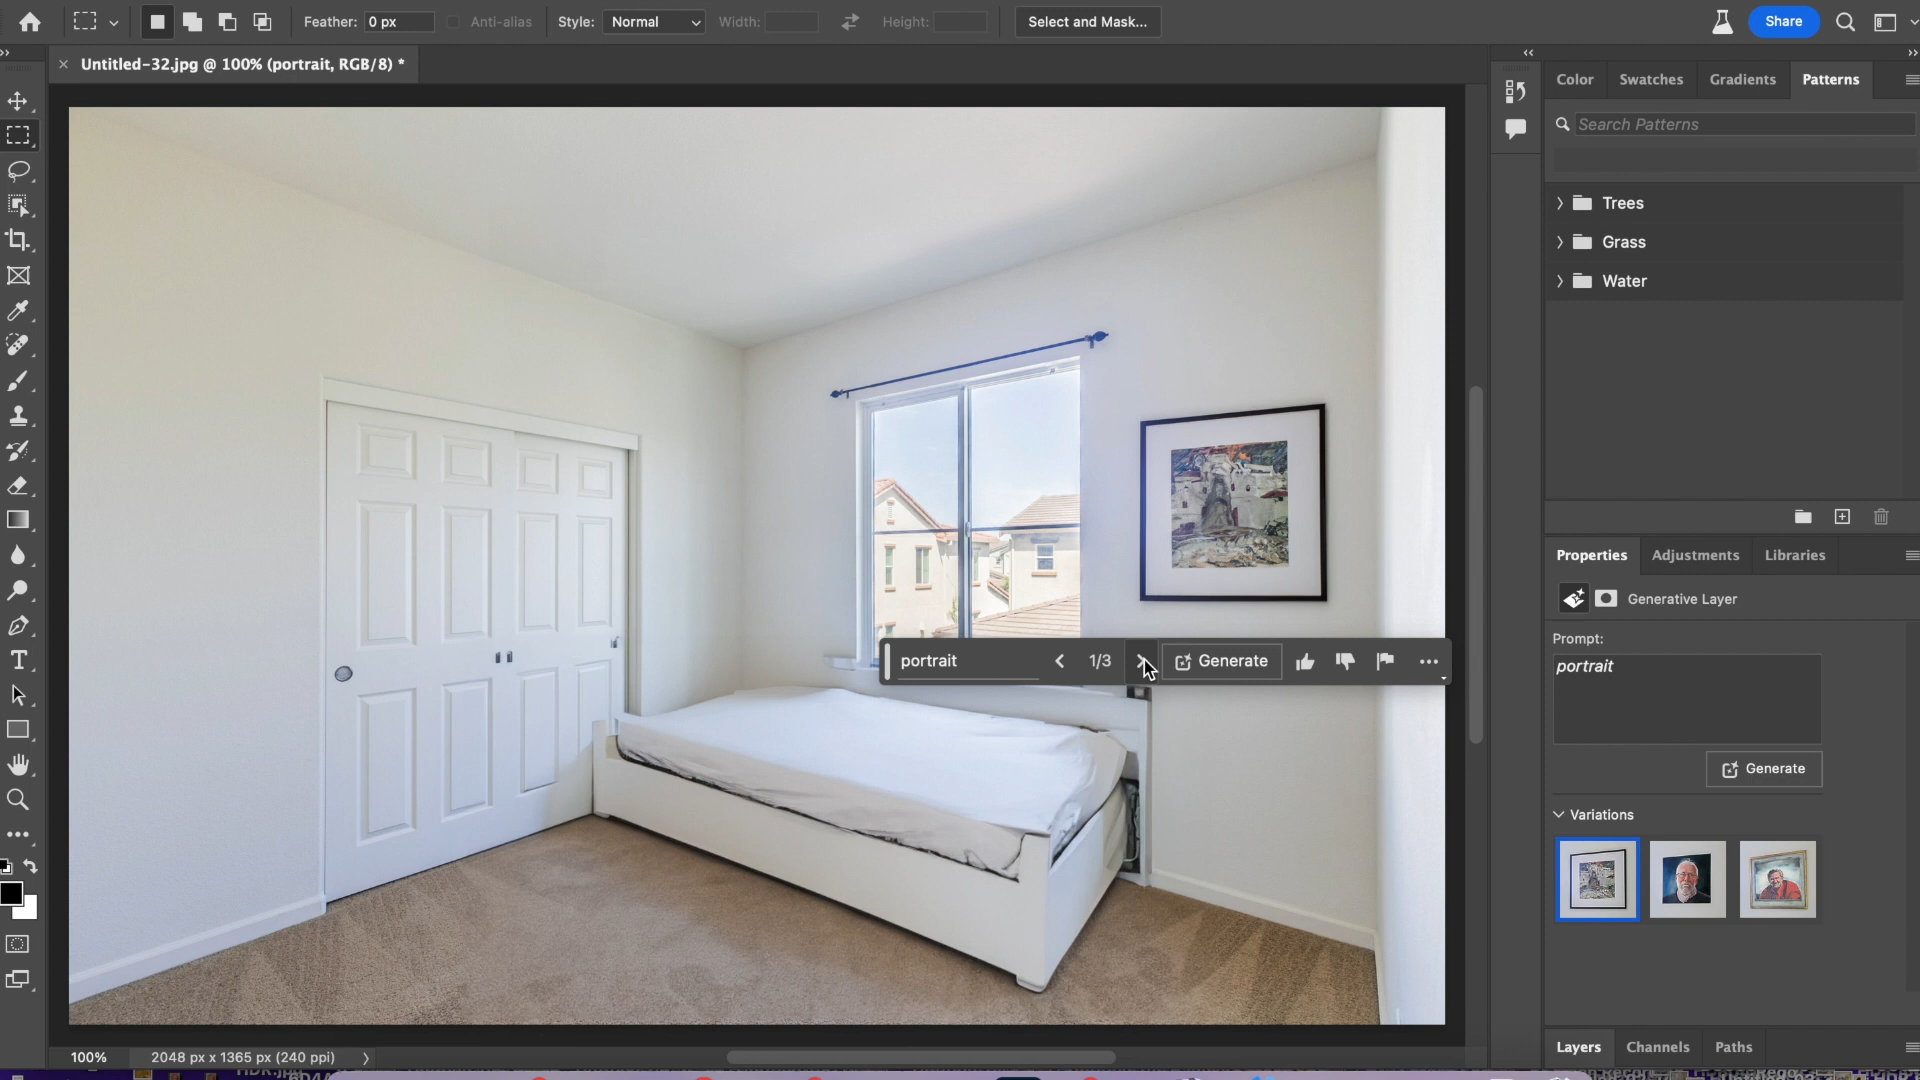 Feather: 0 px Anti-alias Style: Normal Width: Height: Select and Mask... Share
Untitled-32.jpg @ 100% (portrait, RGB/8) *
Color Swatches Gradients Patterns
Search Patterns
Trees
Grass
Water
Properties Adjustments Libraries
Generative Layer
Prompt:
portrait
Generate
portrait 1/3 Generate
Variations
Layers Channels Paths
100% 2048 px x 1365 px (240 ppi)